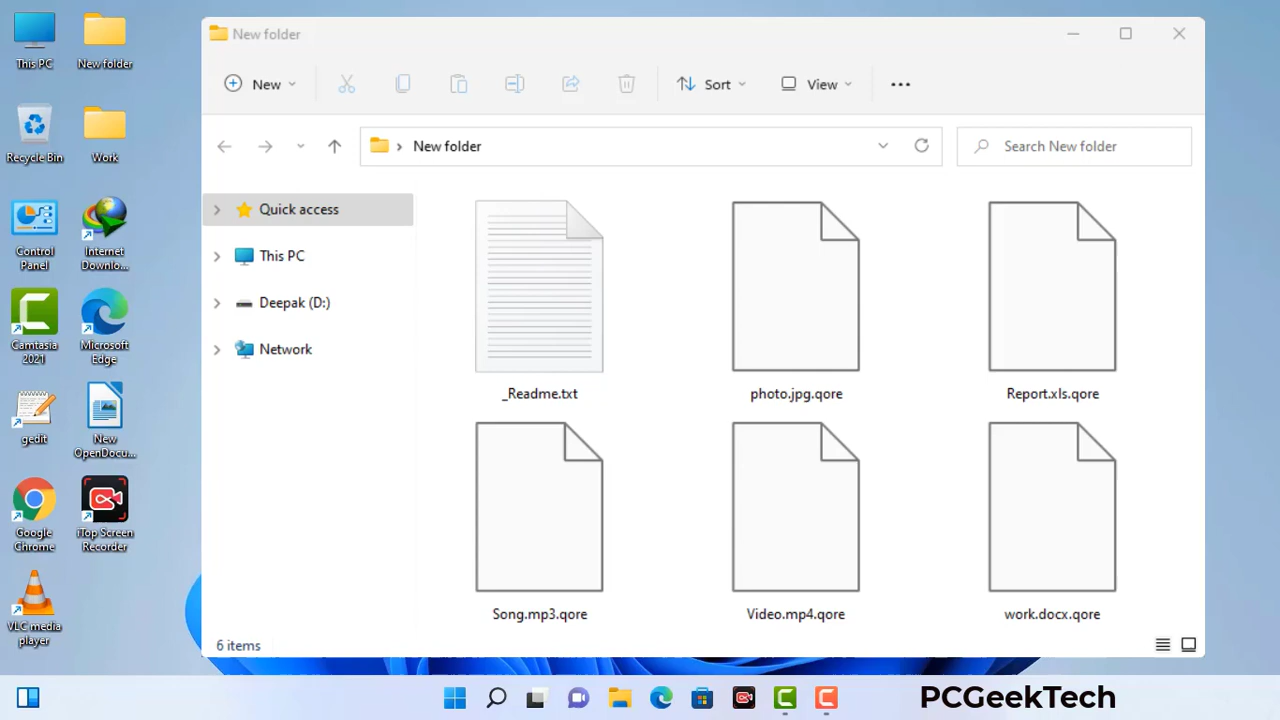 This PC
New folder
Recycle Bin
Work
Control
Panel
Internet
Downlo...
Camtasia
2021
Microsoft
Edge
gedit
New
OpenDocu...
Google
Chrome
iTop Screen
Recorder
VLC media
player
New folder
New
Sort
View
New folder
Search New folder
Quick access
This PC
Deepak (D:)
Network
_Readme.txt
photo.jpg.qore
Report.xls.qore
Song.mp3.qore
Video.mp4.qore
work.docx.qore
6 items
PCGeekTech